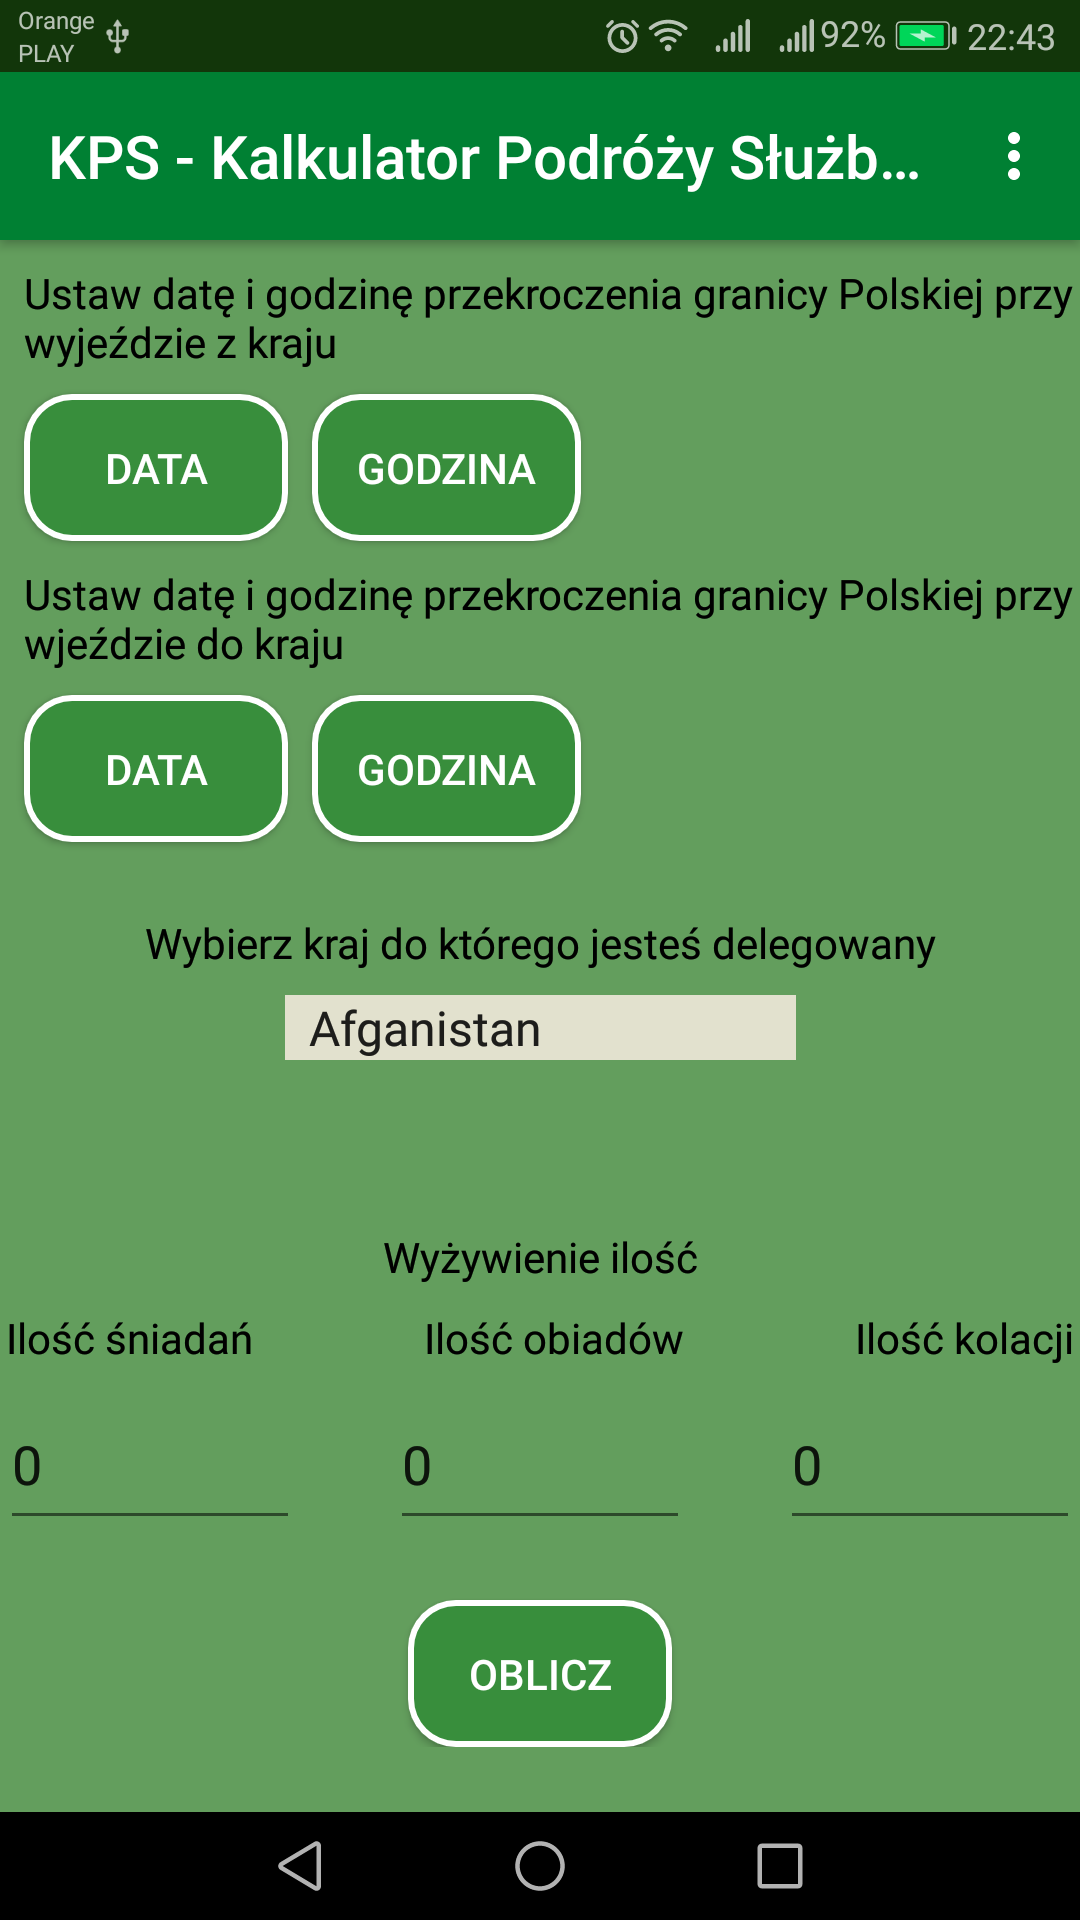 Orange
PLAY
92% 22:43
KPS - Kalkulator Podróży Służb...
Ustaw datę i godzinę przekroczenia granicy Polskiej przy
wyjeździe z kraju
DATA GODZINA
Ustaw datę i godzinę przekroczenia granicy Polskiej przy
wjeździe do kraju
DATA GODZINA
Wybierz kraj do którego jesteś delegowany
Afganistan
Wyżywienie ilość
Ilość śniadań Ilość obiadów Ilość kolacji
0 0 0
OBLICZ